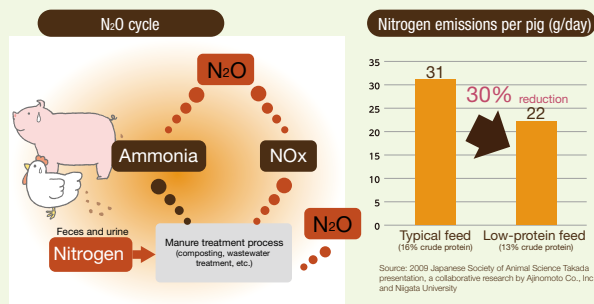 N2O cycle
N2O
Ammonia
NOx
N2O
Feces and urine
Nitrogen
Manure treatment process
(composting, wastewater
treatment, etc.)
Nitrogen emissions per pig (g/day)
35
30
25
20
15
10
5
0
31
30% reduction
22
Typical feed
(16% crude protein)
Low-protein feed
(13% crude protein)
Source: 2009 Japanese Society of Animal Science Takada
presentation, a collaborative research by Ajinomoto Co., Inc
and Niigata University